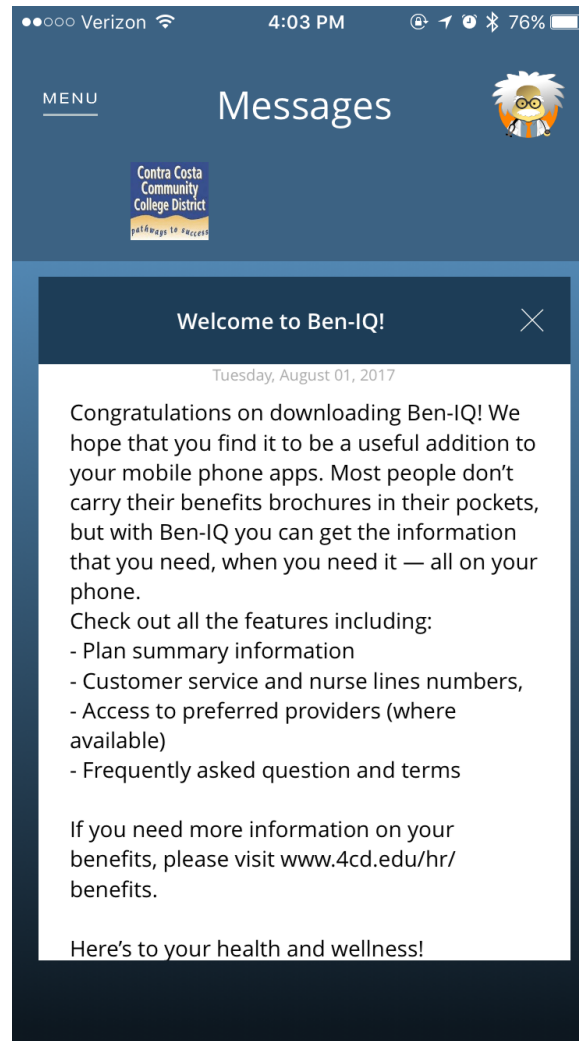 Verizon 4:03 PM 76%
MENU
Messages
Contra Costa
Community
College District
pathways to success
Welcome to Ben-IQ!
Tuesday, August 01, 2017
Congratulations on downloading Ben-IQ! We
hope that you find it to be a useful addition to
your mobile phone apps. Most people don’t
carry their benefits brochures in their pockets,
but with Ben-IQ you can get the information
that you need, when you need it — all on your
phone.
Check out all the features including:
- Plan summary information
- Customer service and nurse lines numbers,
- Access to preferred providers (where
available)
- Frequently asked question and terms
If you need more information on your
benefits, please visit www.4cd.edu/hr/
benefits.
Here’s to your health and wellness!